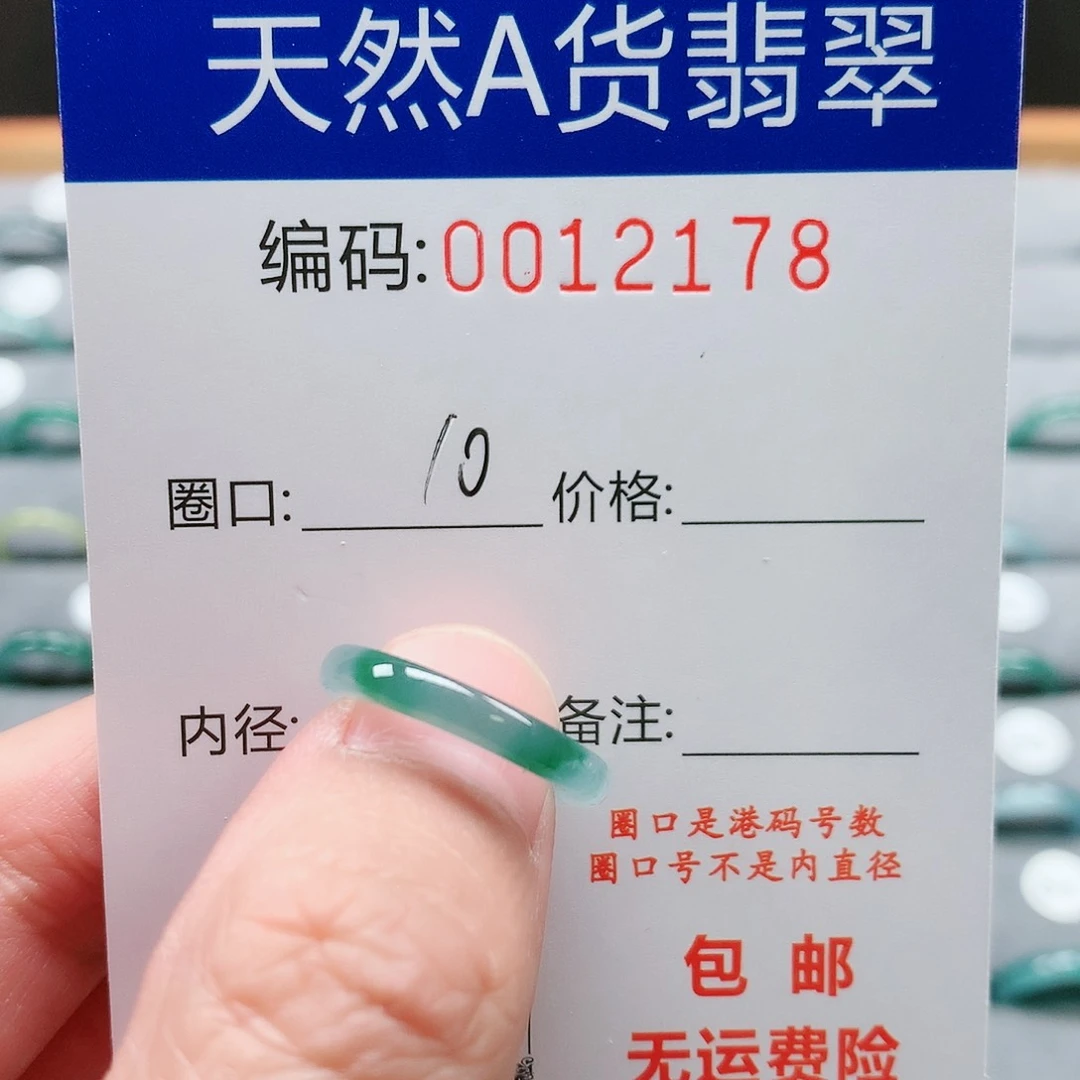 天然A货翡翠
编码:0012178
圈口: 10 价格:
内径: 备注:
圈口是港码号数
圈口号不是内直径
包 邮
无运费险